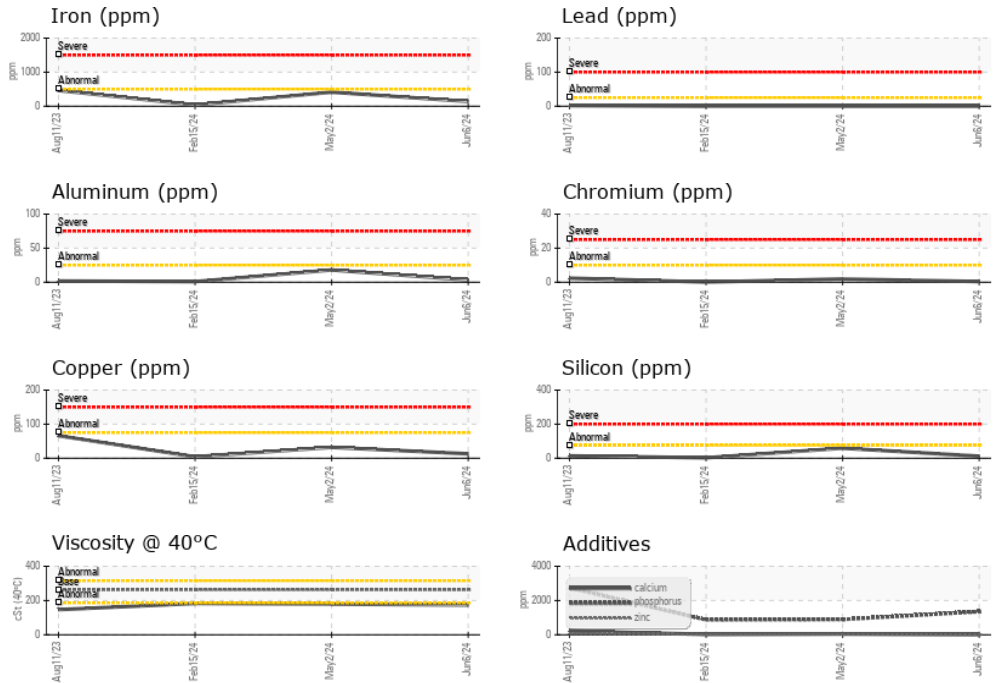 Iron (ppm)
2000
1000
0
ppm
Severe
Abnormal
Aug11/23
Feb15/24
May2/24
Jun6/24
Lead (ppm)
200
100
0
ppm
Severe
Abnormal
Aug11/23
Feb15/24
May2/24
Jun6/24
Aluminum (ppm)
100
50
0
ppm
Severe
Abnormal
Aug11/23
Feb15/24
May2/24
Jun6/24
Chromium (ppm)
40
20
0
ppm
Severe
Abnormal
Aug11/23
Feb15/24
May2/24
Jun6/24
Copper (ppm)
200
100
0
ppm
Severe
Abnormal
Aug11/23
Feb15/24
May2/24
Jun6/24
Silicon (ppm)
400
200
0
ppm
Severe
Abnormal
Aug11/23
Feb15/24
May2/24
Jun6/24
Viscosity @ 40°C
400
200
0
cSt (40°C)
Abnormal
Base
Abnormal
Aug11/23
Feb15/24
May2/24
Jun6/24
Additives
4000
2000
0
ppm
calcium
phosphorus
zinc
Aug11/23
Feb15/24
May2/24
Jun6/24